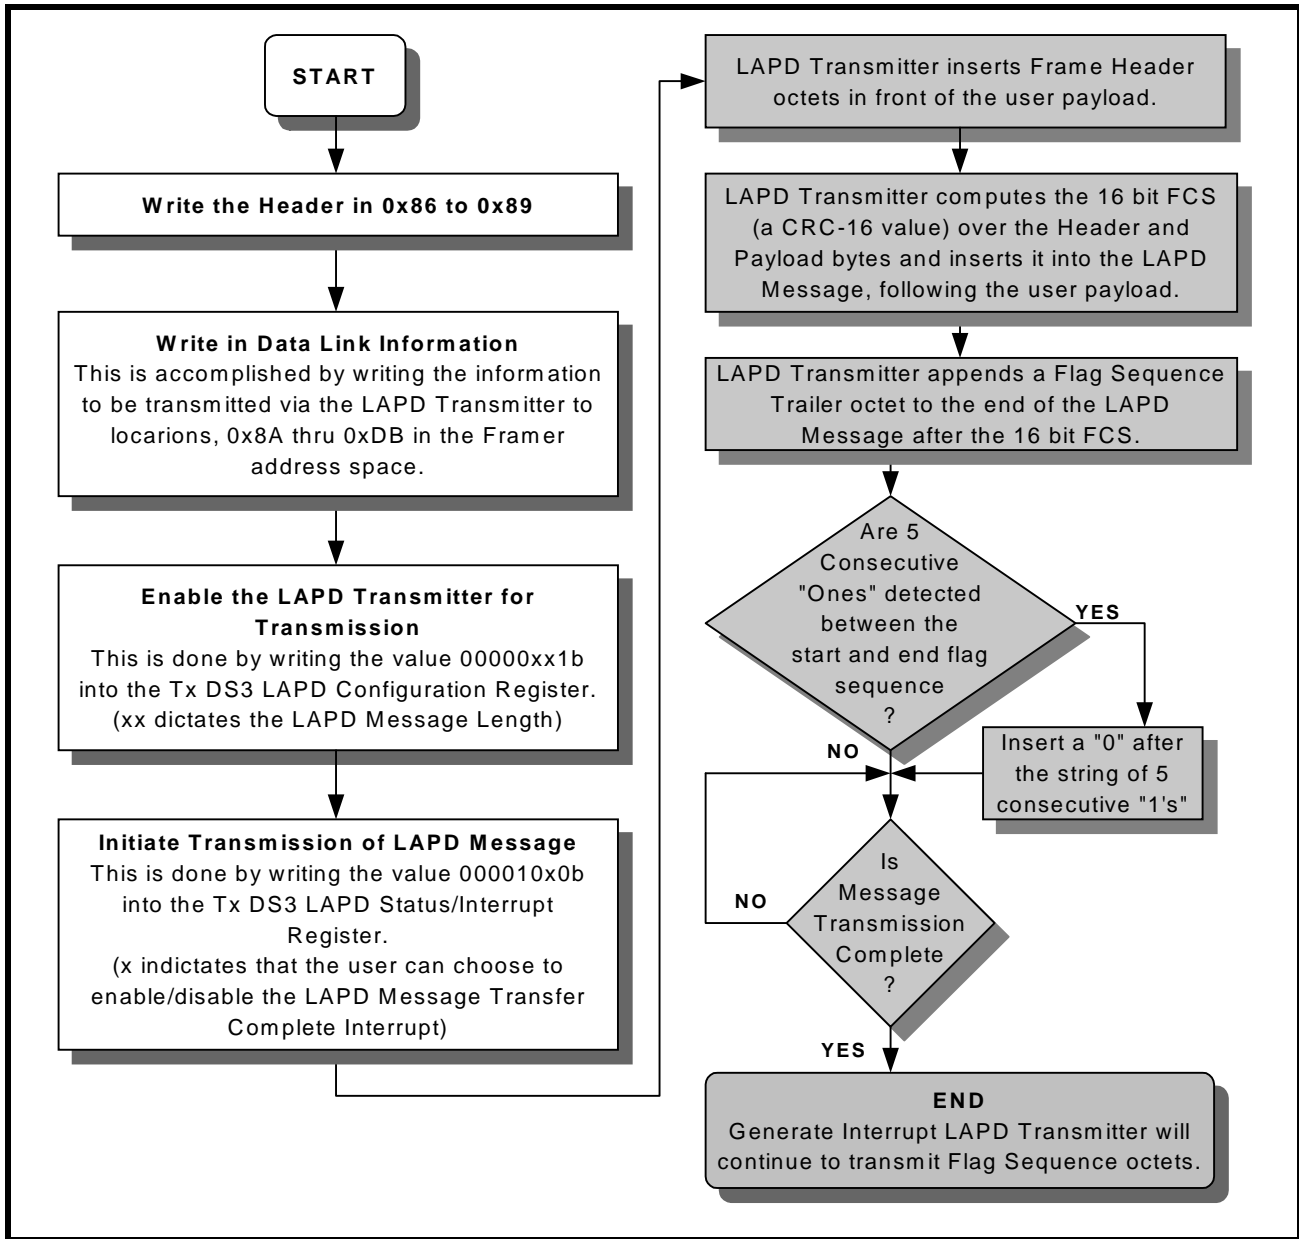 START
Write the Header in 0x86 to 0x89
Write in Data Link Information
This is accomplished by writing the information
to be transmitted via the LAPD Transmitter to
locarions, 0x8A thru 0xDB in the Framer
address space.
Enable the LAPD Transmitter for
Transmission
This is done by writing the value 00000xx1b
into the Tx DS3 LAPD Configuration Register.
(xx dictates the LAPD Message Length)
Initiate Transmission of LAPD Message
This is done by writing the value 000010x0b
into the Tx DS3 LAPD Status/Interrupt
Register.
(x indictates that the user can choose to
enable/disable the LAPD Message Transfer
Complete Interrupt)
LAPD Transmitter inserts Frame Header
octets in front of the user payload.
LAPD Transmitter computes the 16 bit FCS
(a CRC-16 value) over the Header and
Payload bytes and inserts it into the LAPD
Message, following the user payload.
LAPD Transmitter appends a Flag Sequence
Trailer octet to the end of the LAPD
Message after the 16 bit FCS.
Are 5
Consecutive
"Ones" detected
between the
start and end flag
sequence
?
YES
NO
Insert a "0" after
the string of 5
consecutive "1's"
Is
Message
Transmission
Complete
?
NO
YES
END
Generate Interrupt LAPD Transmitter will
continue to transmit Flag Sequence octets.